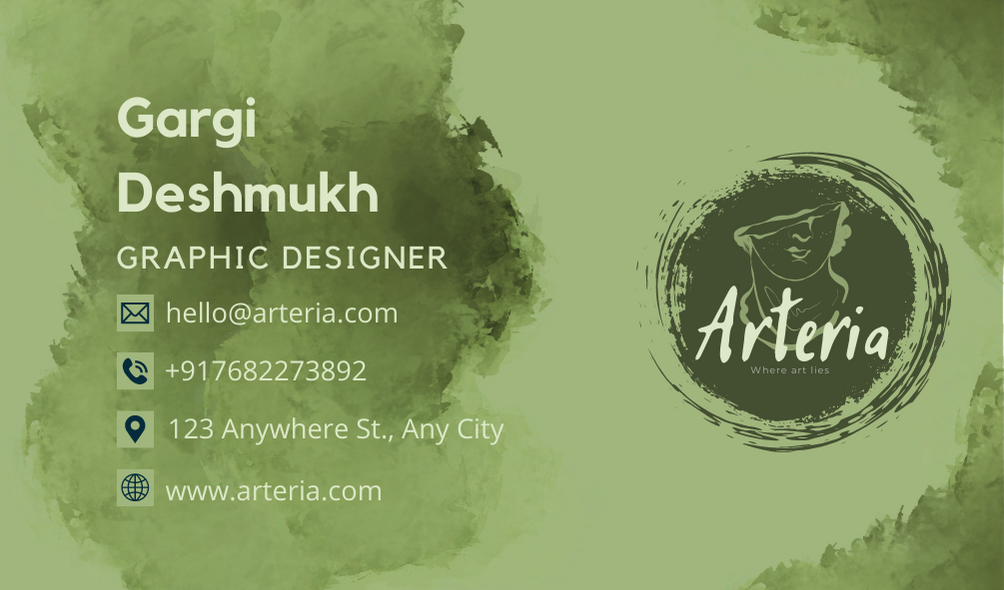 Gargi
Deshmukh
GRAPHIC DESIGNER
hello@arteria.com
+917682273892
123 Anywhere St., Any City
www.arteria.com
Arteria
Where art lies